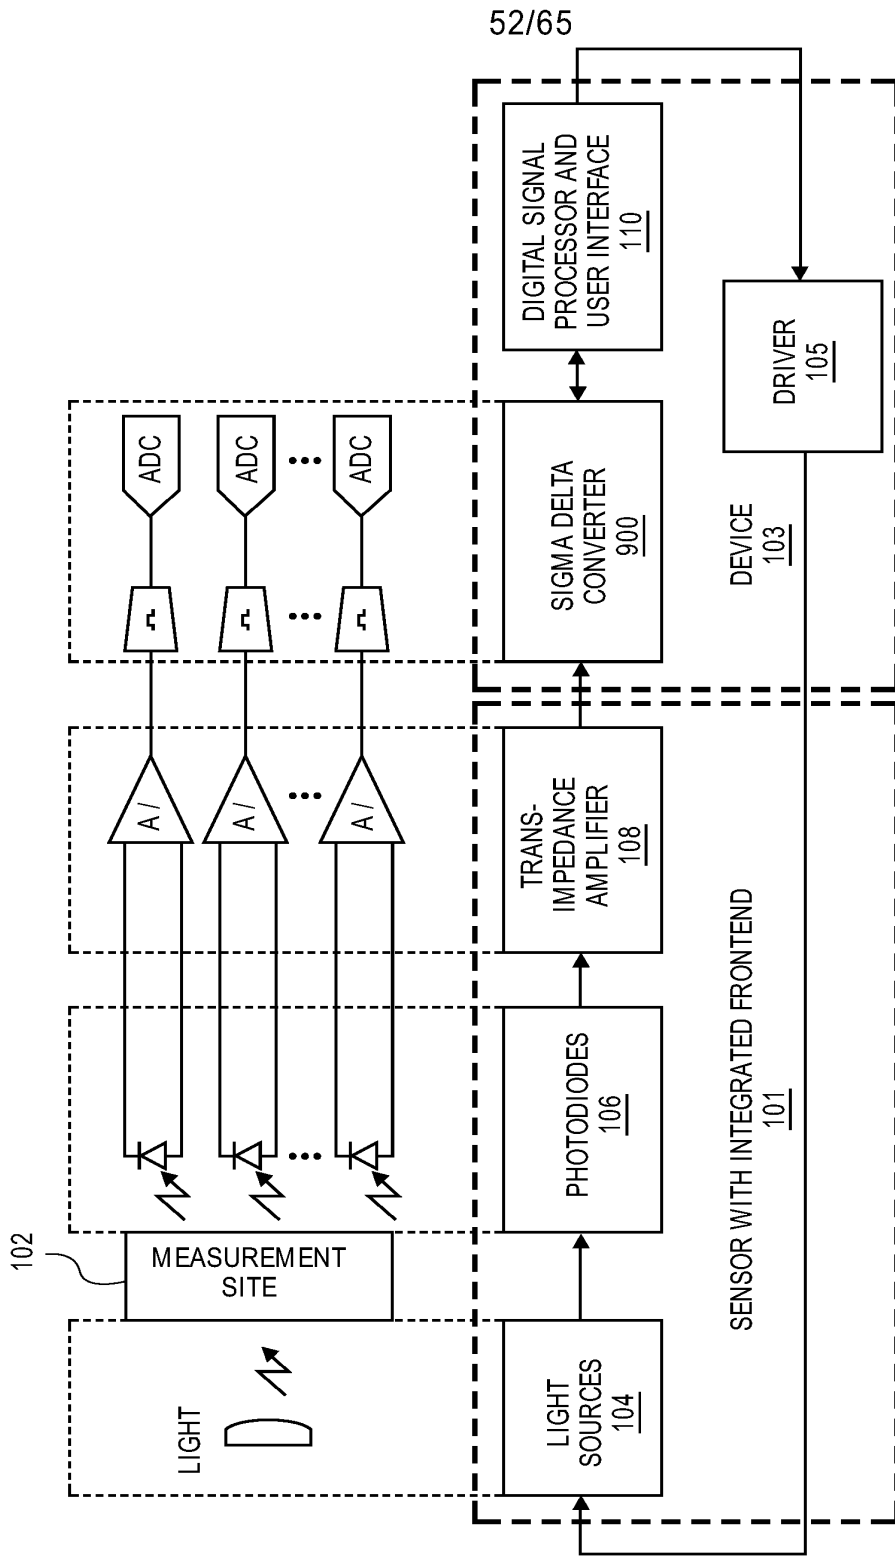 52/65
DIGITAL SIGNAL
PROCESSOR AND
USER INTERFACE
110
DRIVER
105
ADC
ADC
ADC
SIGMA DELTA
CONVERTER
900
DEVICE
103
A /
A /
A /
TRANS-
IMPEDANCE
AMPLIFIER
108
PHOTODIODES
106
SENSOR WITH INTEGRATED FRONTEND
101
102
MEASUREMENT
SITE
LIGHT
LIGHT
SOURCES
104